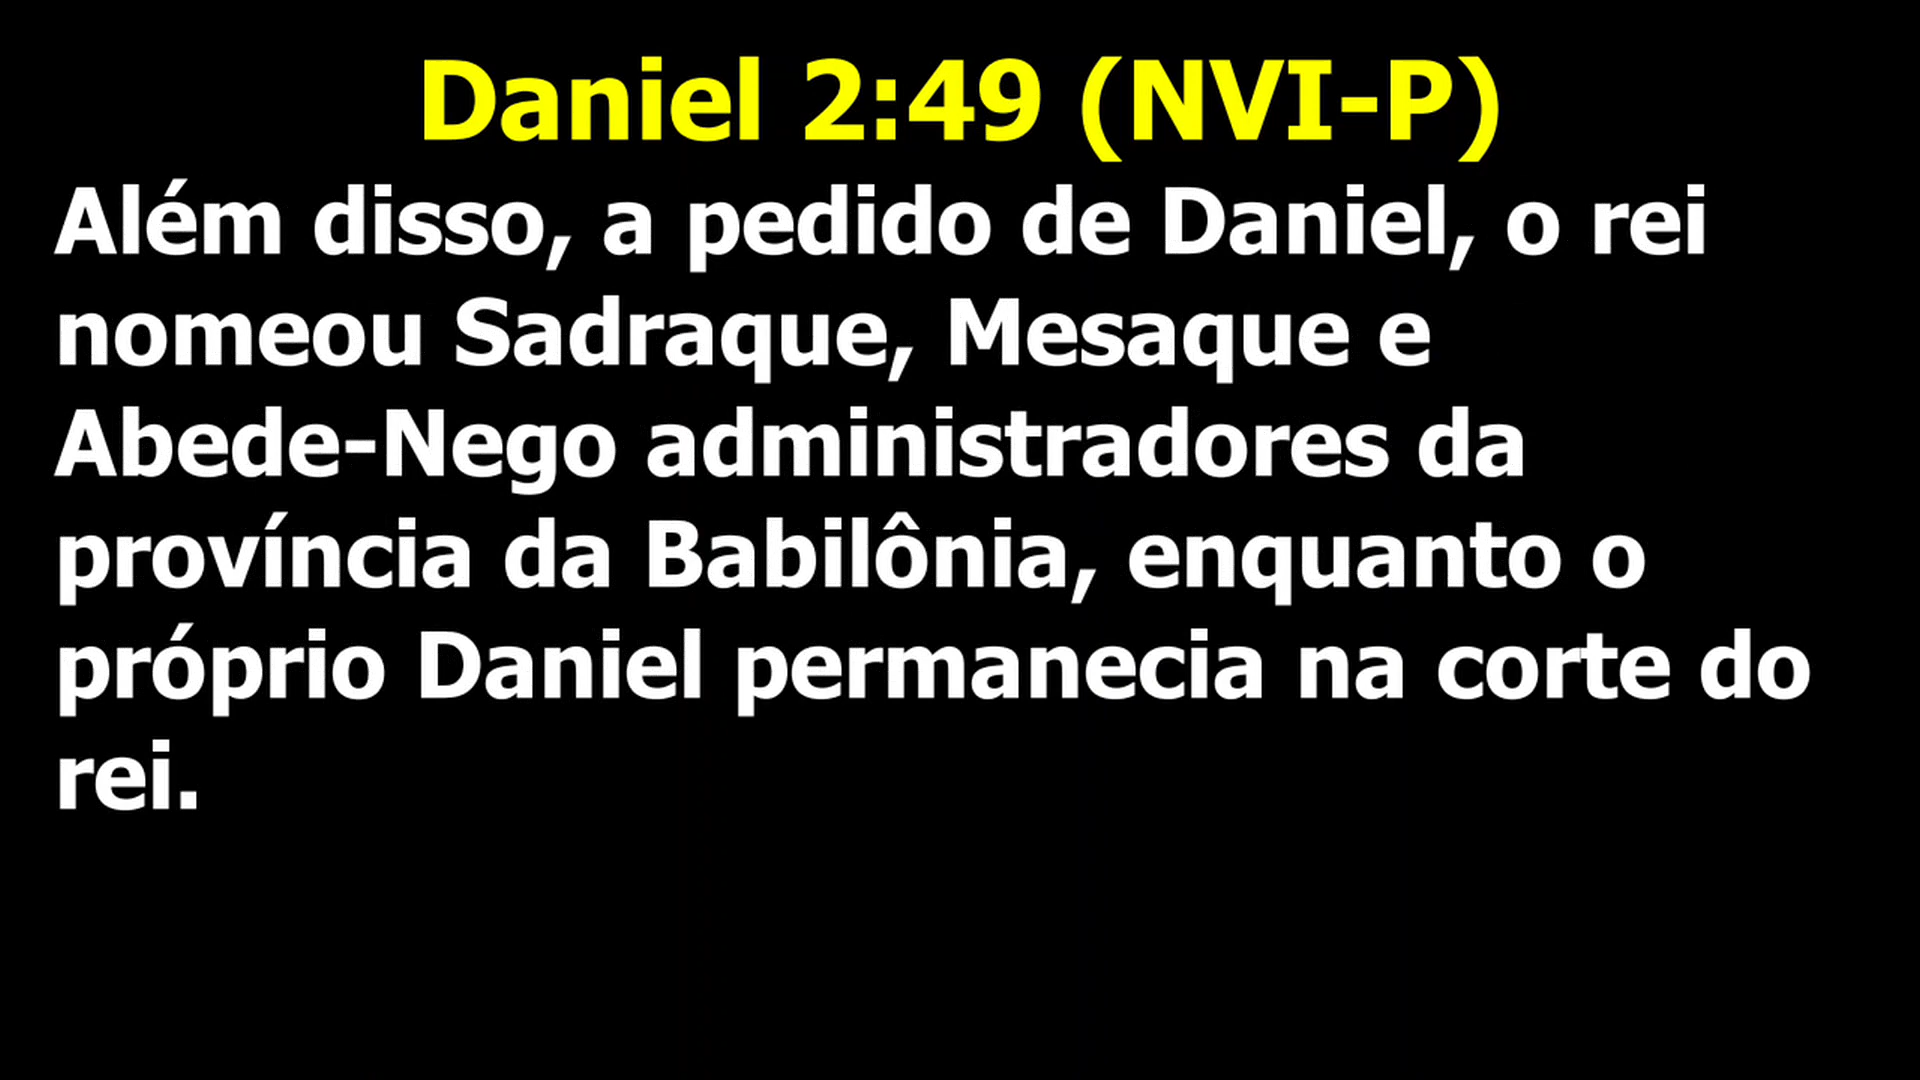 Daniel 2:49 (NVI-P)
Além disso, a pedido de Daniel, o rei
nomeou Sadraque, Mesaque e
Abede-Nego administradores da
província da Babilônia, enquanto o
próprio Daniel permanecia na corte do
rei.